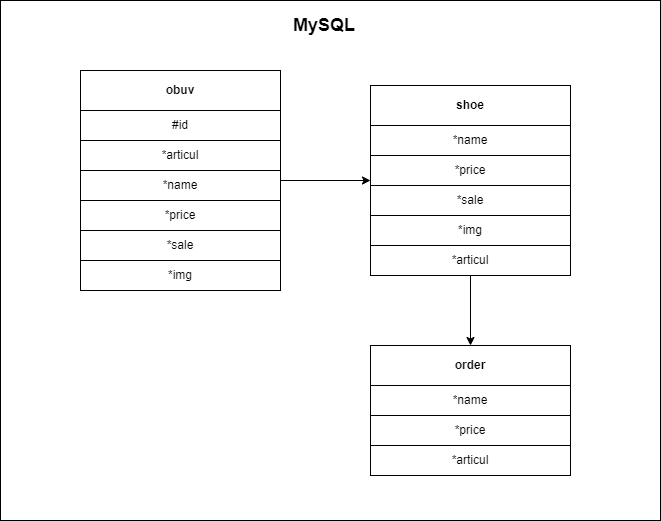 MySQL
obuv
#id
*articul
*name
*price
*sale
*img
shoe
*name
*price
*sale
*img
*articul
order
*name
*price
*articul